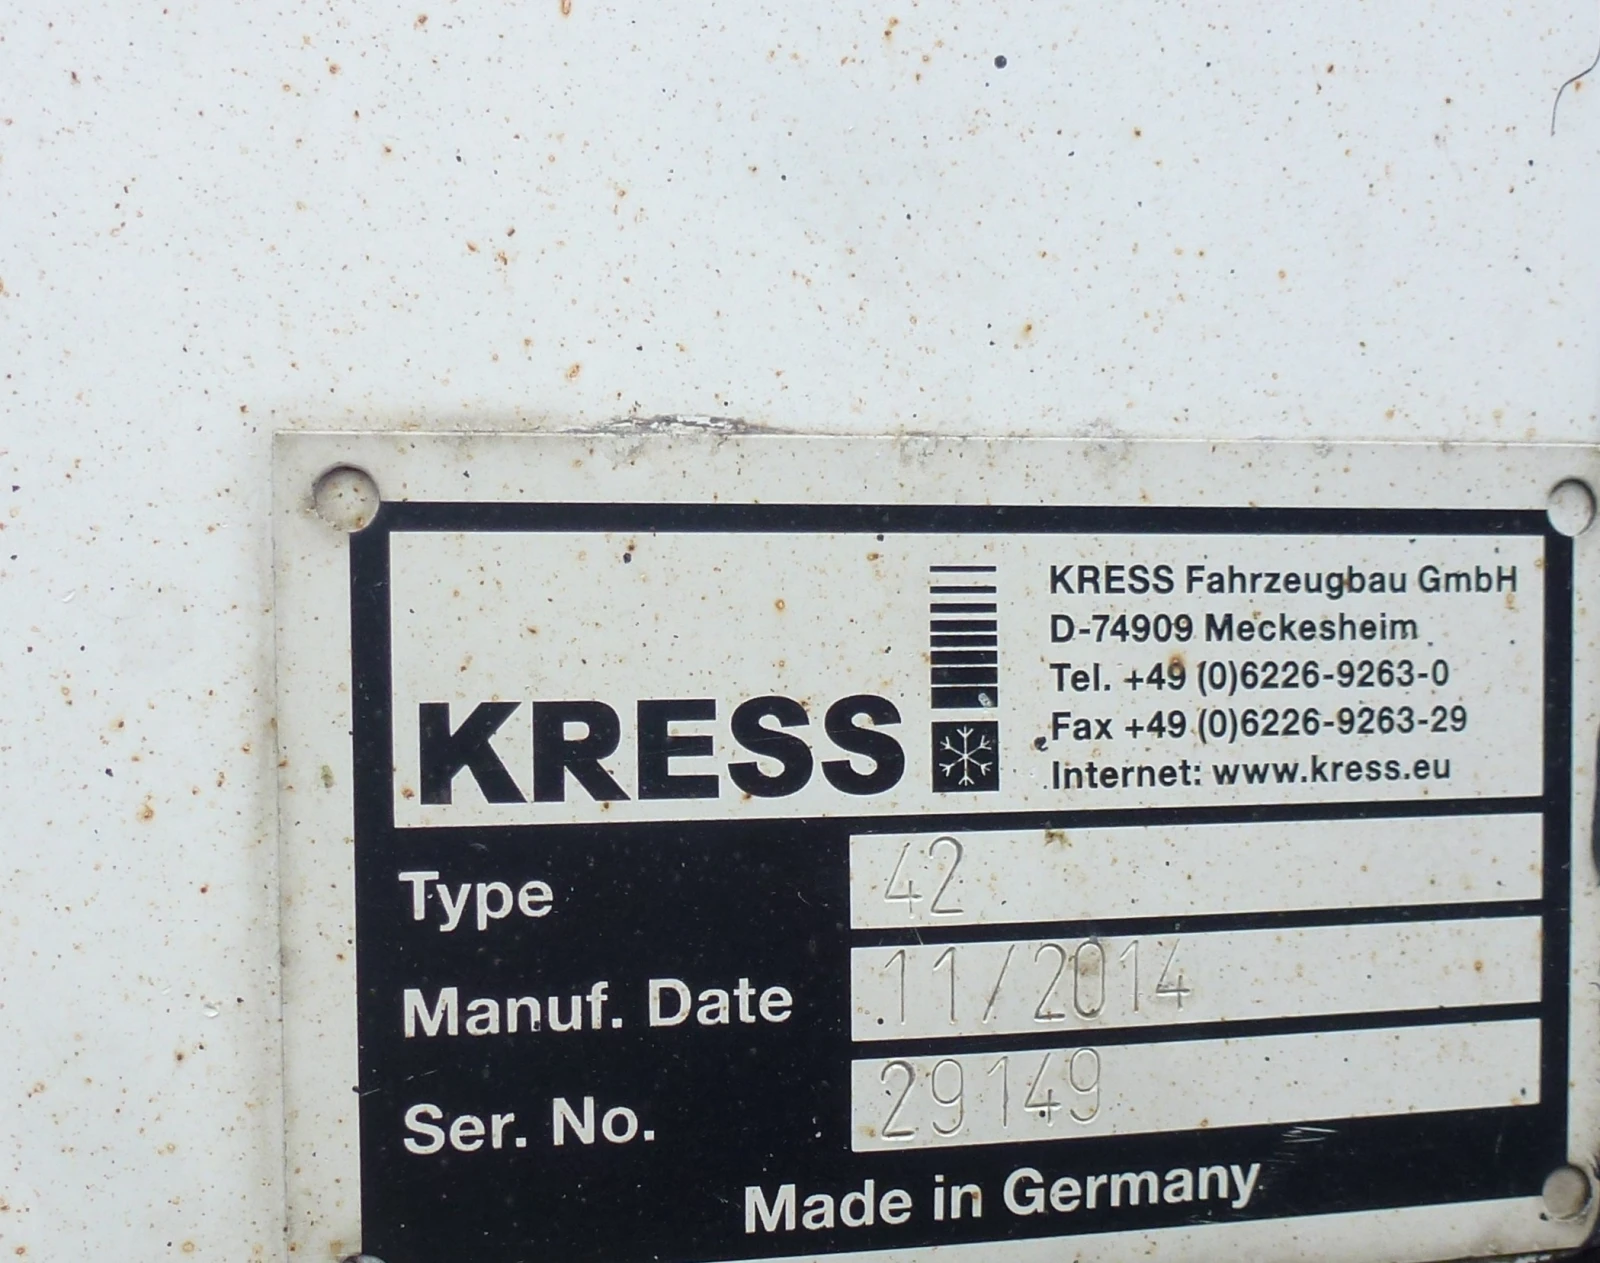 KRESS
KRESS Fahrzeugbau GmbH
D-74909 Meckesheim
Tel. +49 (0)6226-9263-0
Fax +49 (0)6226-9263-29
Internet: www.kress.eu
Type 42
Manuf. Date 11/2014
Ser. No. 29149
Made in Germany